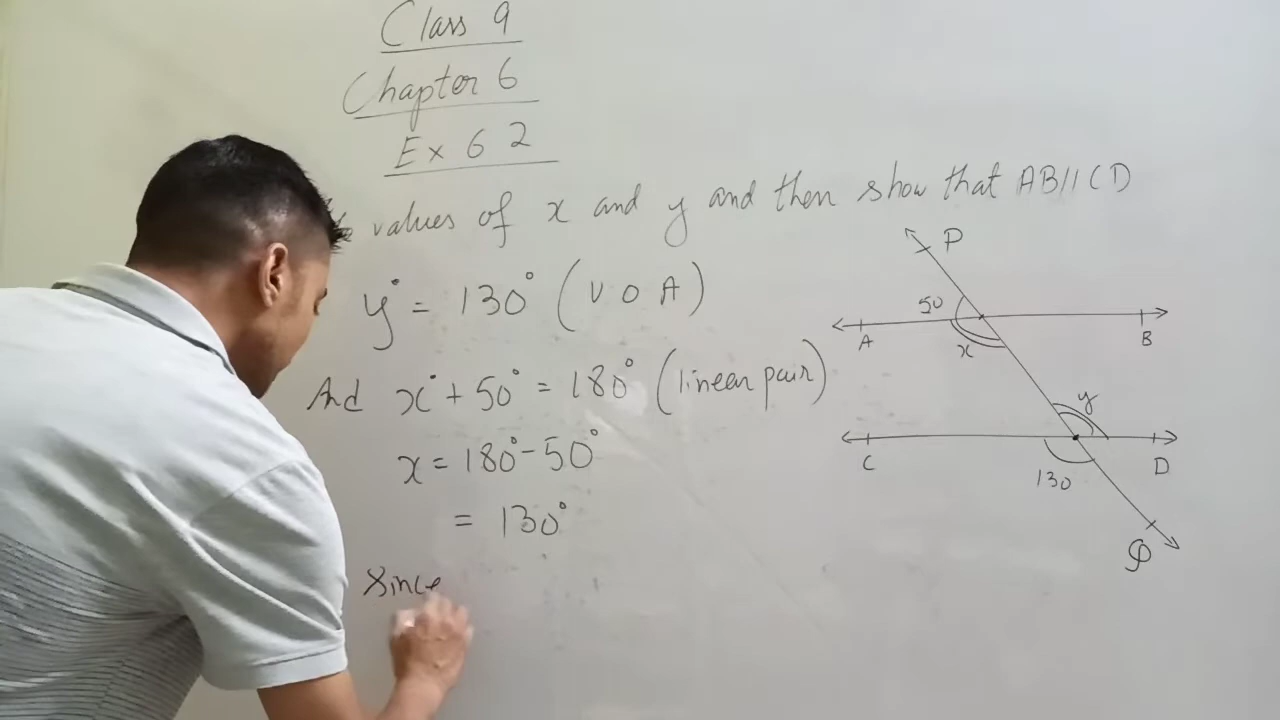 Class 9
Chapter 6
Ex 6 2
values of x and y and then show that AB//CD
y° = 130° (V O A)
And x° + 50° = 180° (linear pair)
x = 180° - 50°
= 130°
Since
P
50
A
B
x
y
C
D
130
Q